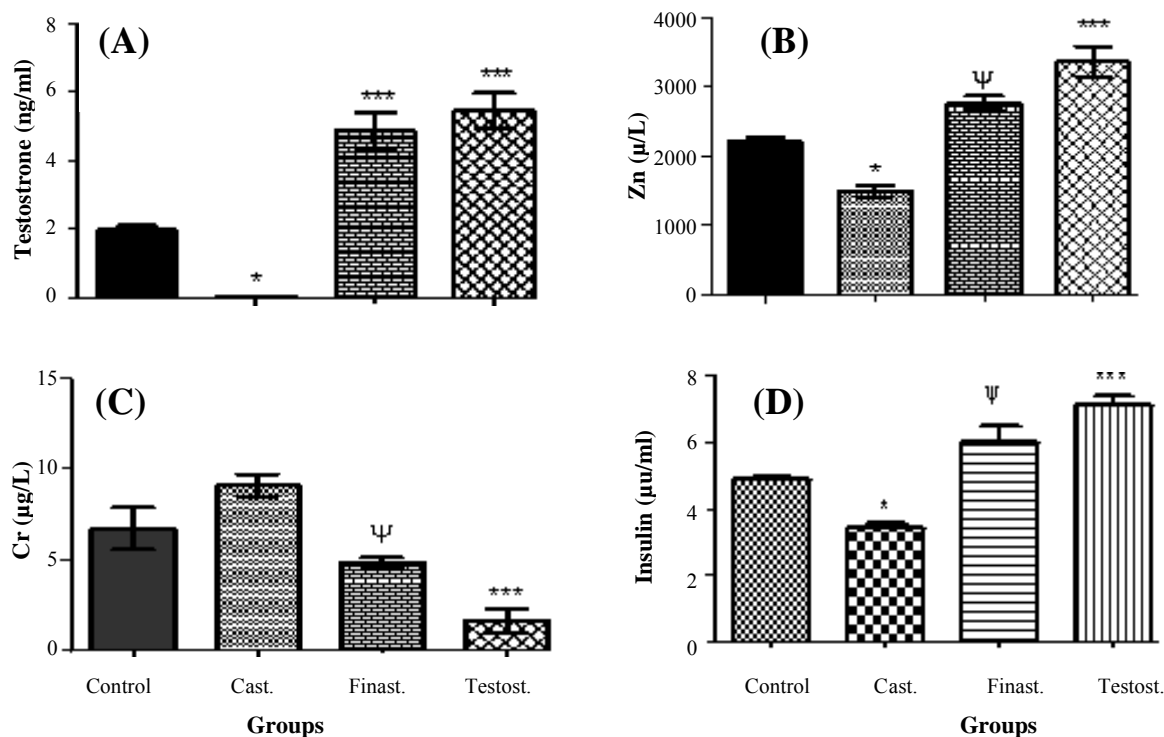 (A)
Testostrone (ng/ml)
8
6
4
2
0
*
***
***
(B)
Zn (µ/L)
4000
3000
2000
1000
0
*
Ψ
***
(C)
Cr (µg/L)
15
10
5
0
Ψ
***
Control Cast. Finast. Testost.
Groups
(D)
Insulin (µu/ml)
8
6
4
2
0
*
Ψ
***
Control Cast. Finast. Testost.
Groups